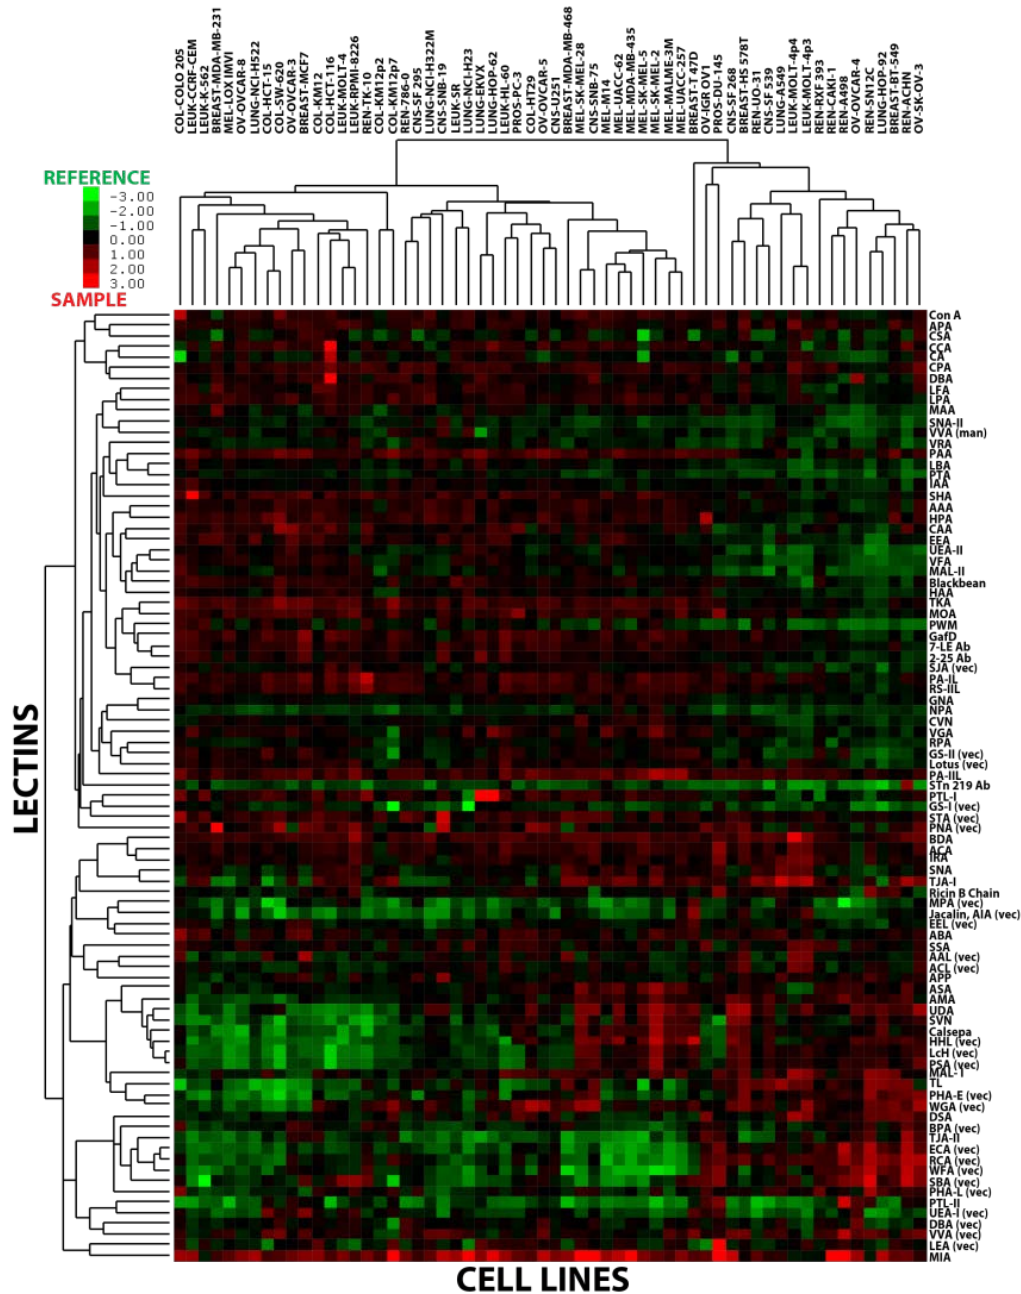 COL-COLO 205
LEUK-CCRF-CEM
LEUK-K-562
BREAST-MDA-MB-231
MEL-LOX IMVI
OV-OVCAR-8
LUNG-NCI-H522
COL-HCT-15
COL-SW-620
OV-OVCAR-3
BREAST-MCF7
COL-KM12
COL-HCT-116
LEUK-MOLT-4
LEUK-RPMI-8226
REN-TK-10
COL-KM12p2
COL-KM12p7
REN-786-0
CNS-SF 295
LUNG-NCI-H322M
CNS-SNB-19
LEUK-SR
LUNG-NCI-H23
LUNG-EKVX
LUNG-HOP-62
LEUK-HL-60
PROS-PC-3
COL-HT29
OV-OVCAR-5
CNS-U251
BREAST-MDA-MB-468
MEL-SK-MEL-28
CNS-SNB-75
MEL-M14
MEL-UACC-62
MEL-MDA-MB-435
MEL-SK-MEL-5
MEL-SK-MEL-2
MEL-MALME-3M
MEL-UACC-257
BREAST-T 47D
OV-IGR OV1
PROS-DU-145
CNS-SF 268
BREAST-HS 578T
REN-UO-31
CNS-SF 539
LUNG-A549
LEUK-MOLT-4p4
LEUK-MOLT-4p3
REN-RXF 393
REN-CAKI-1
REN-A498
OV-OVCAR-4
REN-SN12C
LUNG-HOP-92
BREAST-BT-549
REN-ACHN
OV-SK-OV-3
REFERENCE
-3.00
-2.00
-1.00
0.00
1.00
2.00
3.00
SAMPLE
Con A
APA
CSA
CCA
CA
CPA
DBA
LFA
LPA
MAA
SNA-II
VVA (man)
VRA
PAA
LBA
PTA
IAA
SHA
AAA
HPA
CAA
EEA
UEA-II
VFA
MAL-II
Blackbean
HAA
TKA
MOA
PWM
GafD
7-LE Ab
2-25 Ab
SJA (vec)
PA-IL
RS-IIL
GNA
NPA
CVN
VGA
RPA
GS-II (vec)
Lotus (vec)
PA-IIL
STn 219 Ab
PTL-I
GS-I (vec)
STA (vec)
PNA (vec)
BDA
ACA
IRA
SNA
TJA-I
Ricin B Chain
MPA (vec)
Jacalin, AIA (vec)
EEL (vec)
ABA
SSA
AAL (vec)
ACL (vec)
APP
ASA
AMA
UDA
SVN
Calsepa
HHL (vec)
LcH (vec)
PSA (vec)
MAL- I
TL
PHA-E (vec)
WGA (vec)
DSA
BPA (vec)
TJA-II
ECA (vec)
RCA (vec)
WFA (vec)
SBA (vec)
PHA-L (vec)
PTL-II
UEA-I (vec)
DBA (vec)
VVA (vec)
LEA (vec)
MIA
LECTINS
CELL LINES